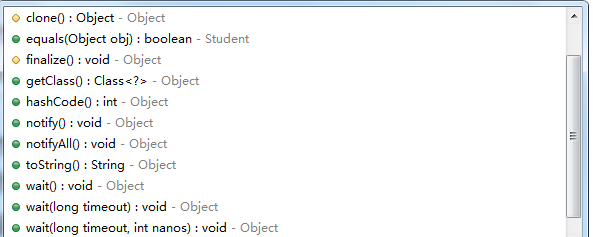 clone() : Object - Object
equals(Object obj) : boolean - Student
finalize() : void - Object
getClass() : Class<?> - Object
hashCode() : int - Object
notify() : void - Object
notifyAll() : void - Object
toString() : String - Object
wait() : void - Object
wait(long timeout) : void - Object
wait(long timeout, int nanos) : void - Object